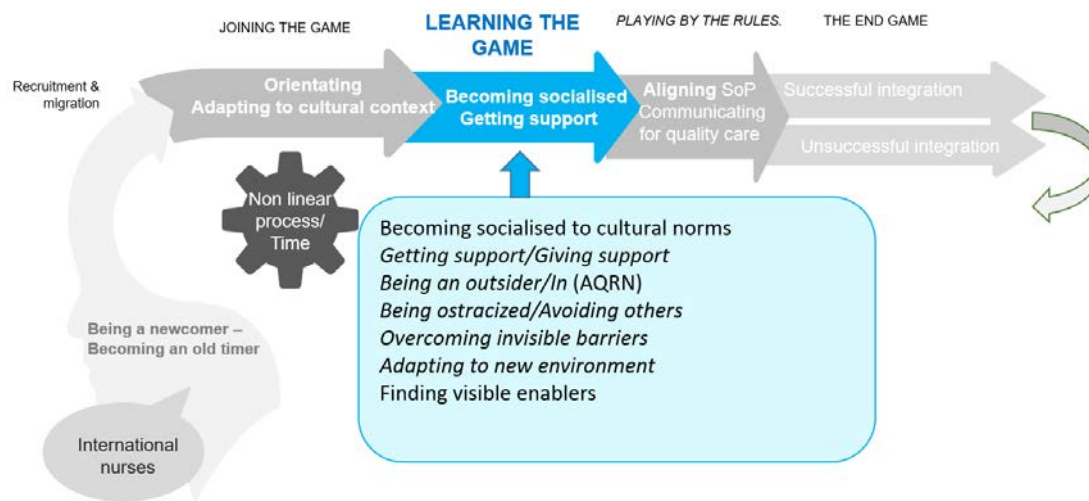 JOINING THE GAME
LEARNING THE
GAME
PLAYING BY THE RULES.
THE END GAME
Recruitment &
migration
Orientating
Adapting to cultural context
Becoming socialised
Getting support
Aligning SoP
Communicating
for quality care
Successful integration
Unsuccessful integration
Non linear
process/
Time
Becoming socialised to cultural norms
Getting support/Giving support
Being an outsider/In (AQRN)
Being ostracized/Avoiding others
Overcoming invisible barriers
Adapting to new environment
Finding visible enablers
Being a newcomer –
Becoming an old timer
International
nurses